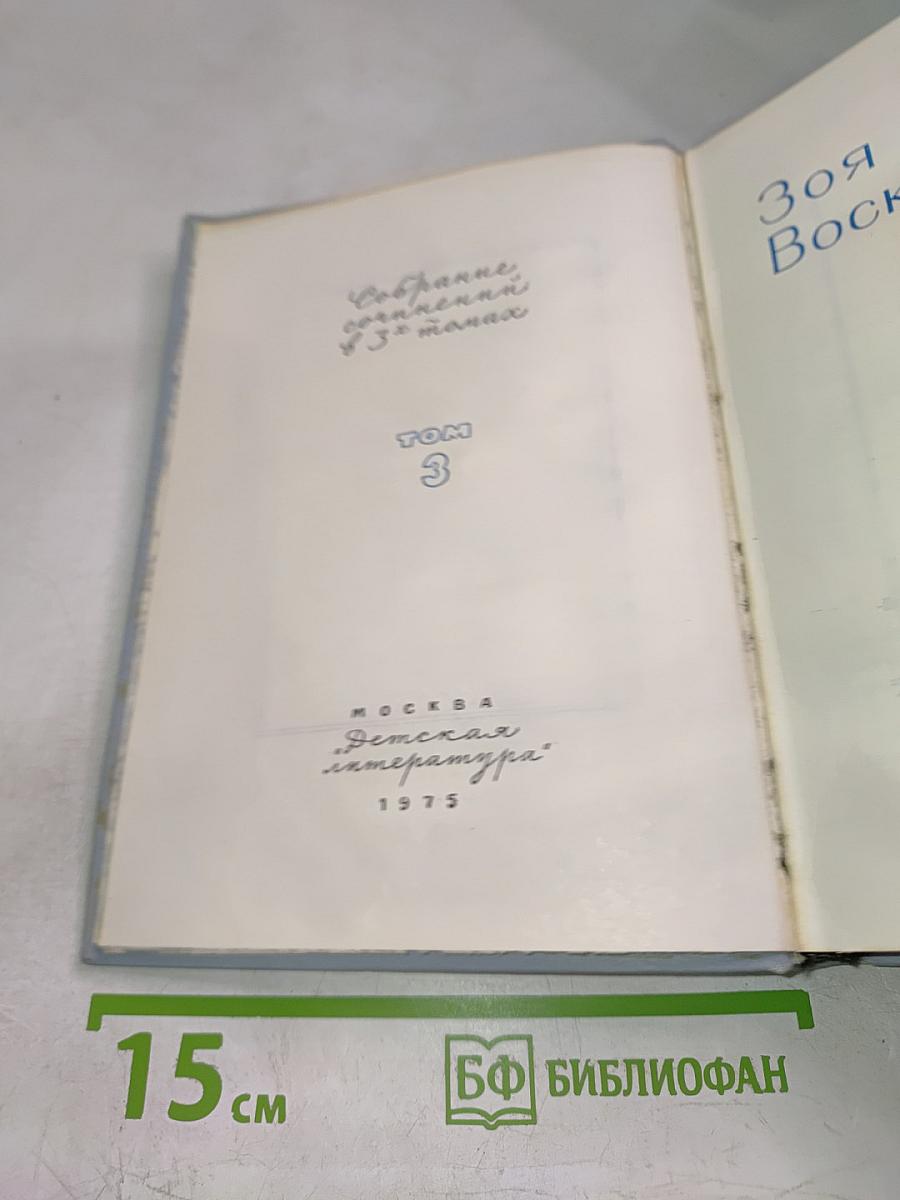 Собрание
сочинений
в 3х томах
ТОМ
3
МОСКВА
„Детская
литература“
1975
Зоя
Воск
15 см
БФ БИБЛИОФАН